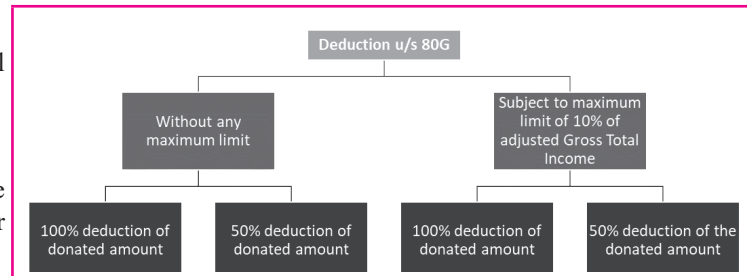 l
e
r
Deduction u/s 80G
Without any
maximum limit
Subject to maximum
limit of 10% of
adjusted Gross Total
Income
100% deduction of
donated amount
50% deduction of
donated amount
100% deduction of
donated amount
50% deduction of the
donated amount